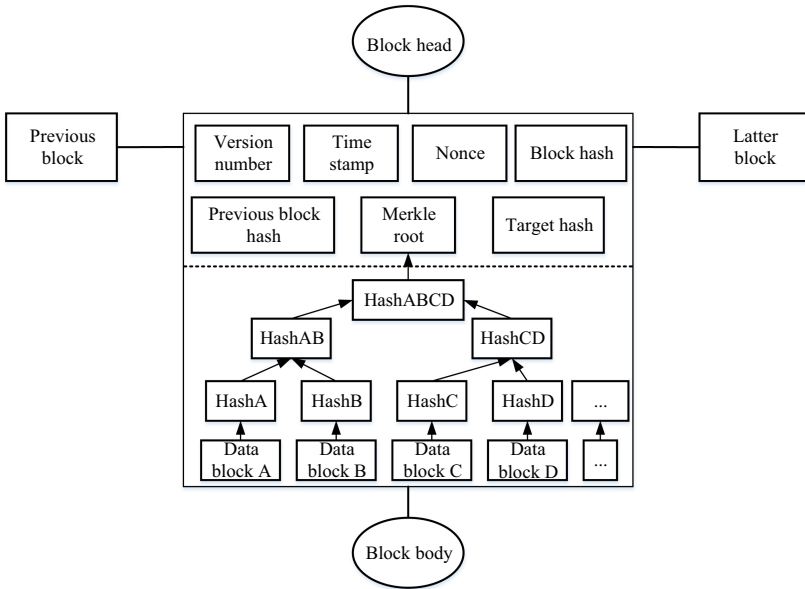 Block head
Previous
block
Version
number
Time
stamp
Nonce
Block hash
Latter
block
Previous block
hash
Merkle
root
Target hash
HashABCD
HashAB
HashCD
HashA
HashB
HashC
HashD
...
Data
block A
Data
block B
Data
block C
Data
block D
...
Block body